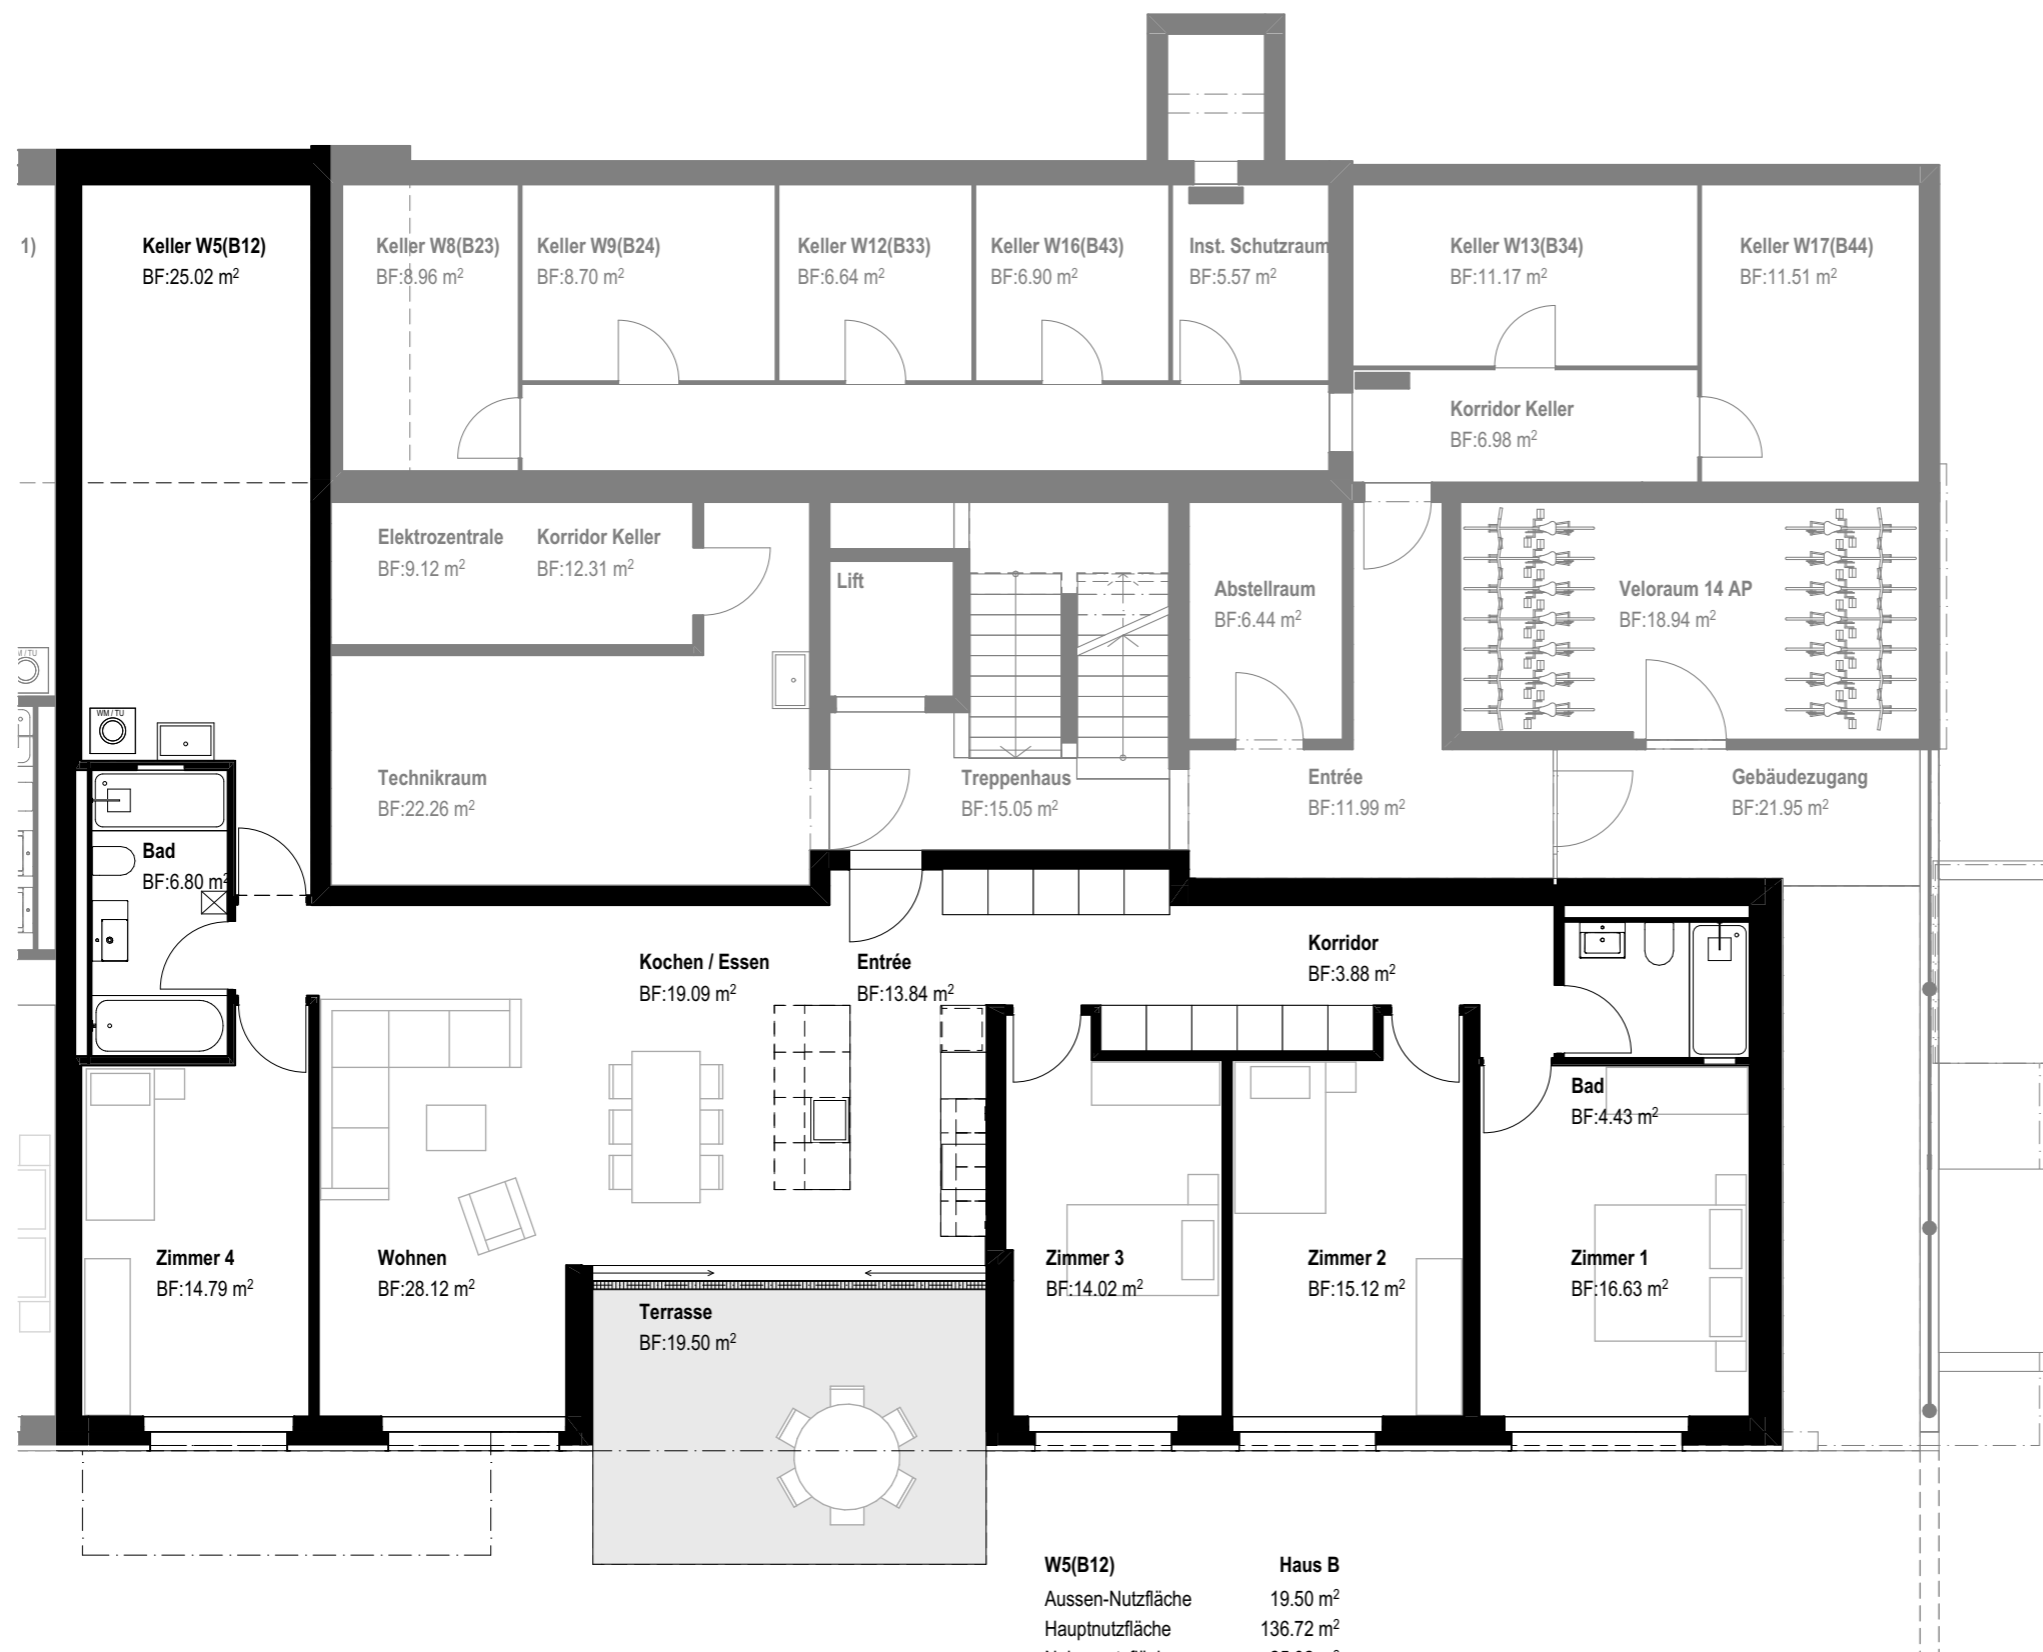 1)
Keller W5(B12)
BF:25.02 m²
Keller W8(B23)
BF:8.96 m²
Keller W9(B24)
BF:8.70 m²
Keller W12(B33)
BF:6.64 m²
Keller W16(B43)
BF:6.90 m²
Inst. Schutzraum
BF:5.57 m²
Keller W13(B34)
BF:11.17 m²
Keller W17(B44)
BF:11.51 m²
Korridor Keller
BF:6.98 m²
Elektrozentrale
BF:9.12 m²
Korridor Keller
BF:12.31 m²
Lift
Abstellraum
BF:6.44 m²
Veloraum 14 AP
BF:18.94 m²
WM / TU
Technikraum
BF:22.26 m²
Treppenhaus
BF:15.05 m²
Entrée
BF:11.99 m²
Gebäudezugang
BF:21.95 m²
Bad
BF:6.80 m²
Kochen / Essen
BF:19.09 m²
Entrée
BF:13.84 m²
Korridor
BF:3.88 m²
Bad
BF:4.43 m²
Zimmer 4
BF:14.79 m²
Wohnen
BF:28.12 m²
Terrasse
BF:19.50 m²
Zimmer 3
BF:14.02 m²
Zimmer 2
BF:15.12 m²
Zimmer 1
BF:16.63 m²
W5(B12) Haus B
Aussen-Nutzfläche 19.50 m²
Hauptnutzfläche 136.72 m²